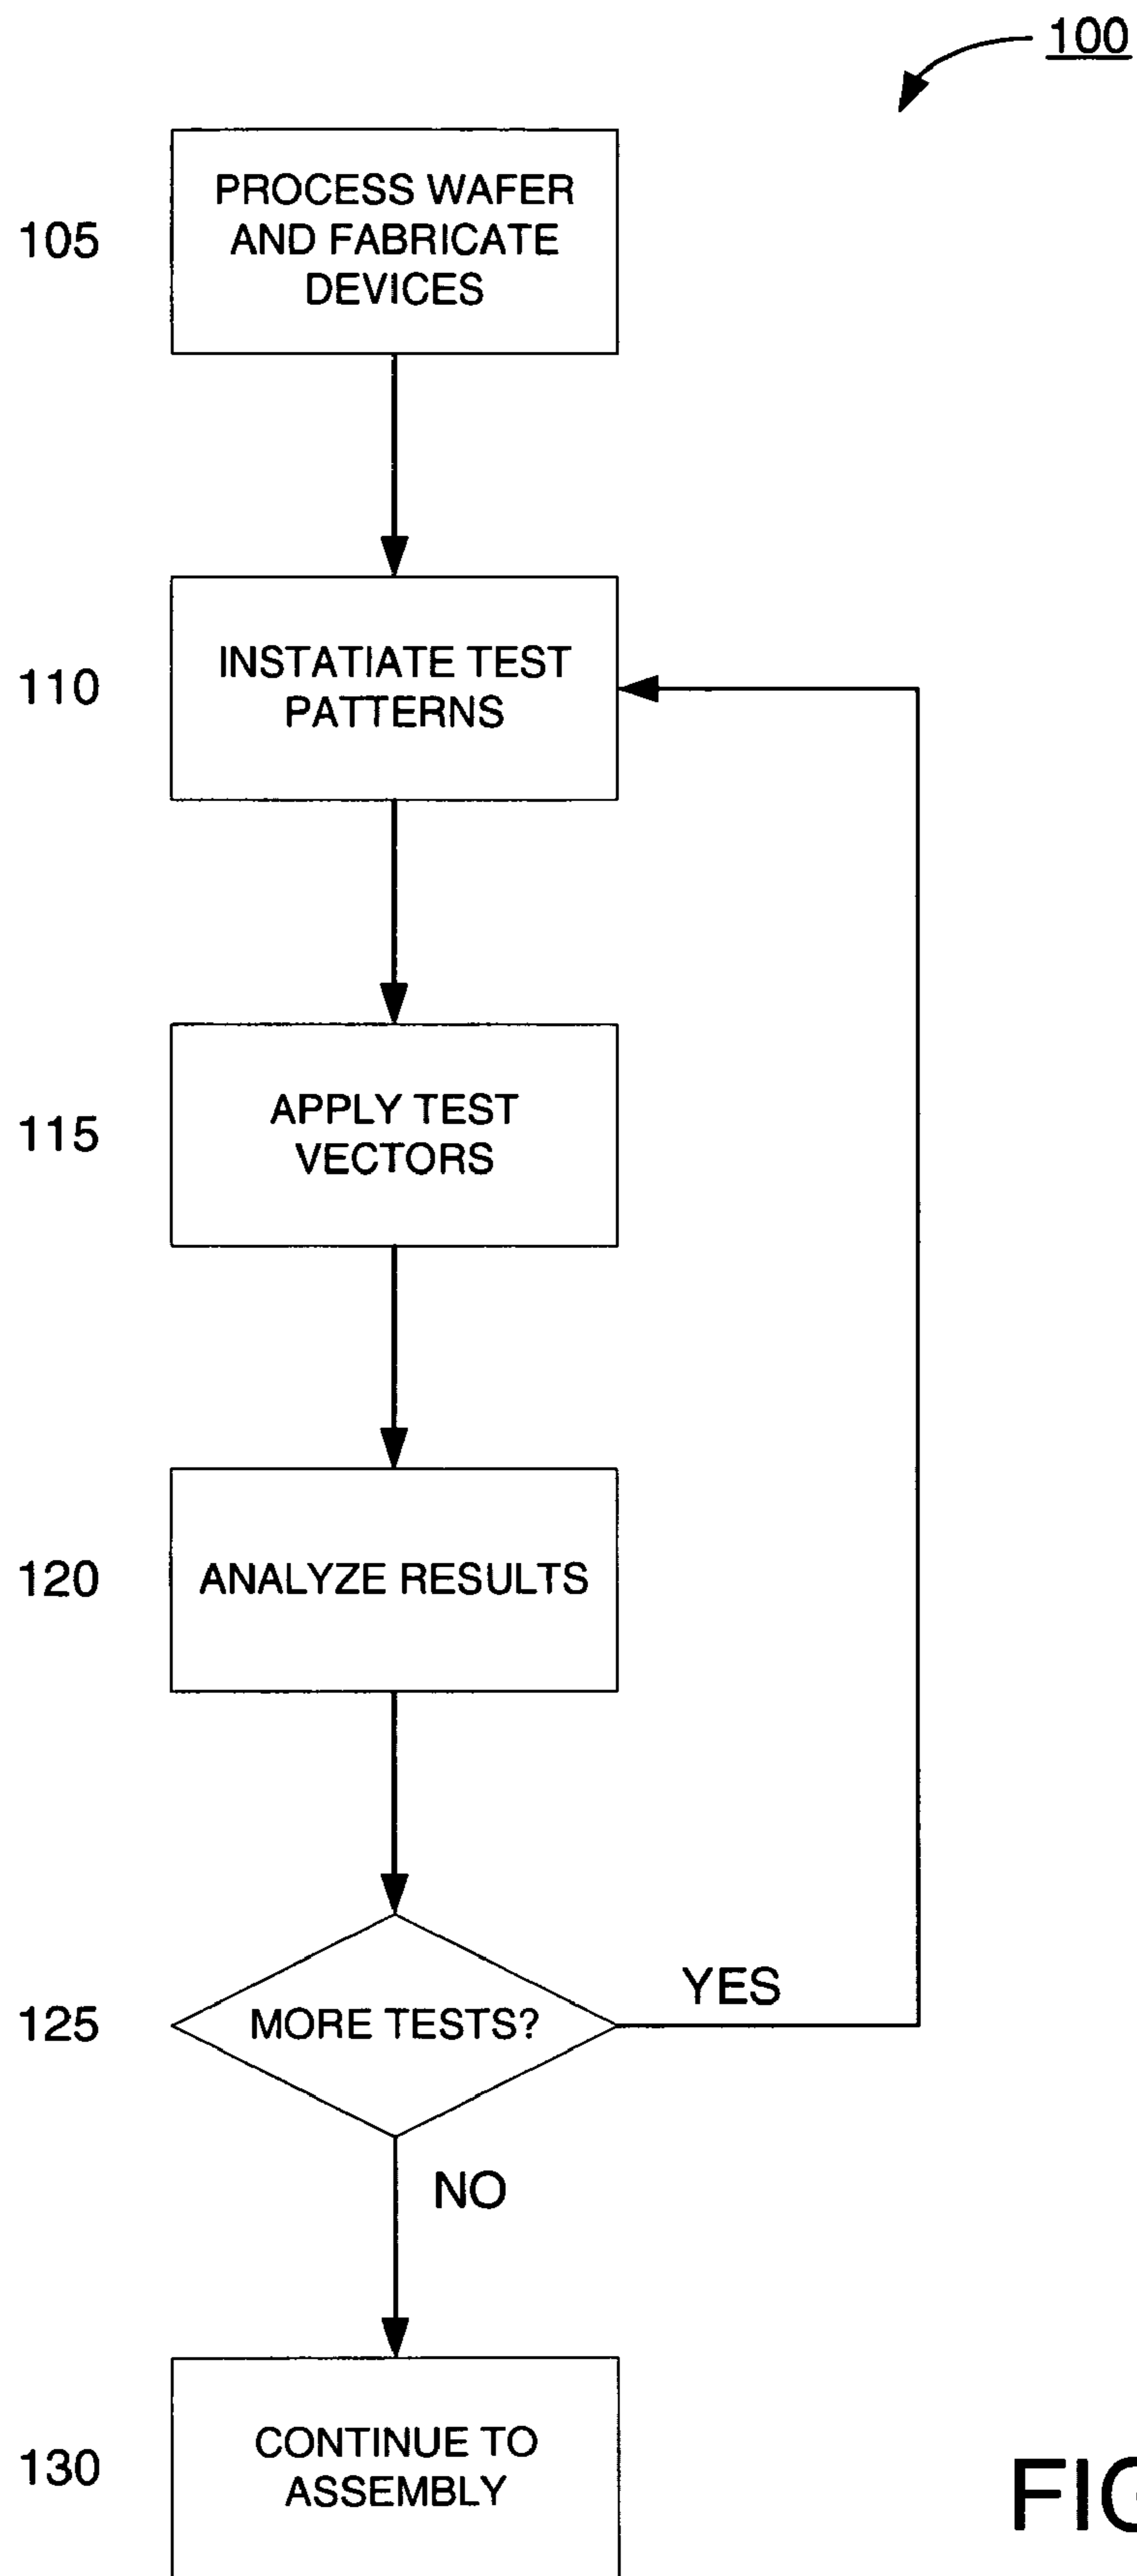 100
105
PROCESS WAFER
AND FABRICATE
DEVICES
110
INSTATIATE TEST
PATTERNS
115
APPLY TEST
VECTORS
120
ANALYZE RESULTS
125
MORE TESTS?
YES
NO
130
CONTINUE TO
ASSEMBLY